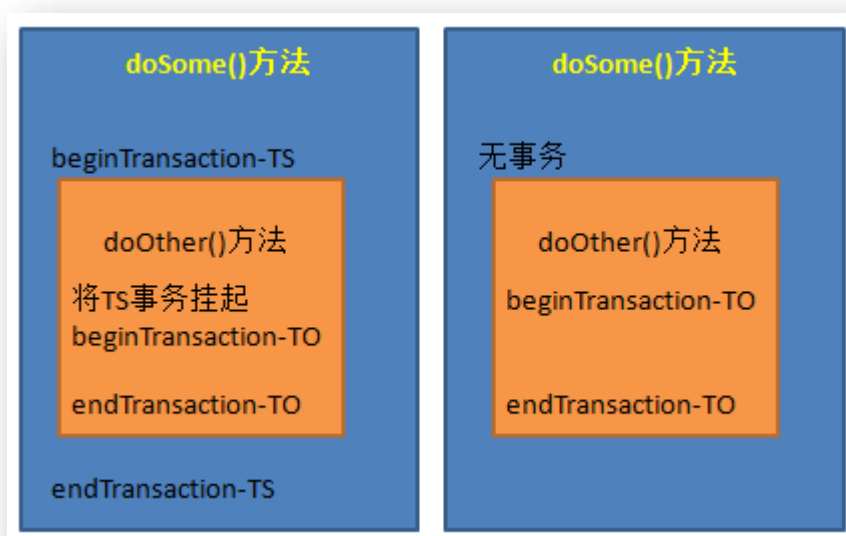 doSome()方法
beginTransaction-TS
doOther()方法
将TS事务挂起
beginTransaction-TO
endTransaction-TO
endTransaction-TS
doSome()方法
无事务
doOther()方法
beginTransaction-TO
endTransaction-TO